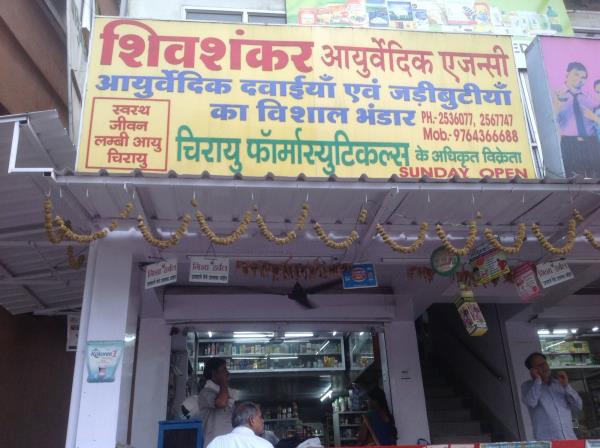 शिवशंकर आयुर्वेदिक एजन्सी
आयुर्वेदिक दवाईयाँ एवं जड़ीबुटीयाँ
का विशाल भंडार PH:- 2536077, 2567747
Mob.- 9764366688
स्वस्थ
जीवन
लम्बी आयु
चिरायु
चिरायु फॉर्मास्युटिकल्स के अधिकृत विक्रेता
SUNDAY OPEN